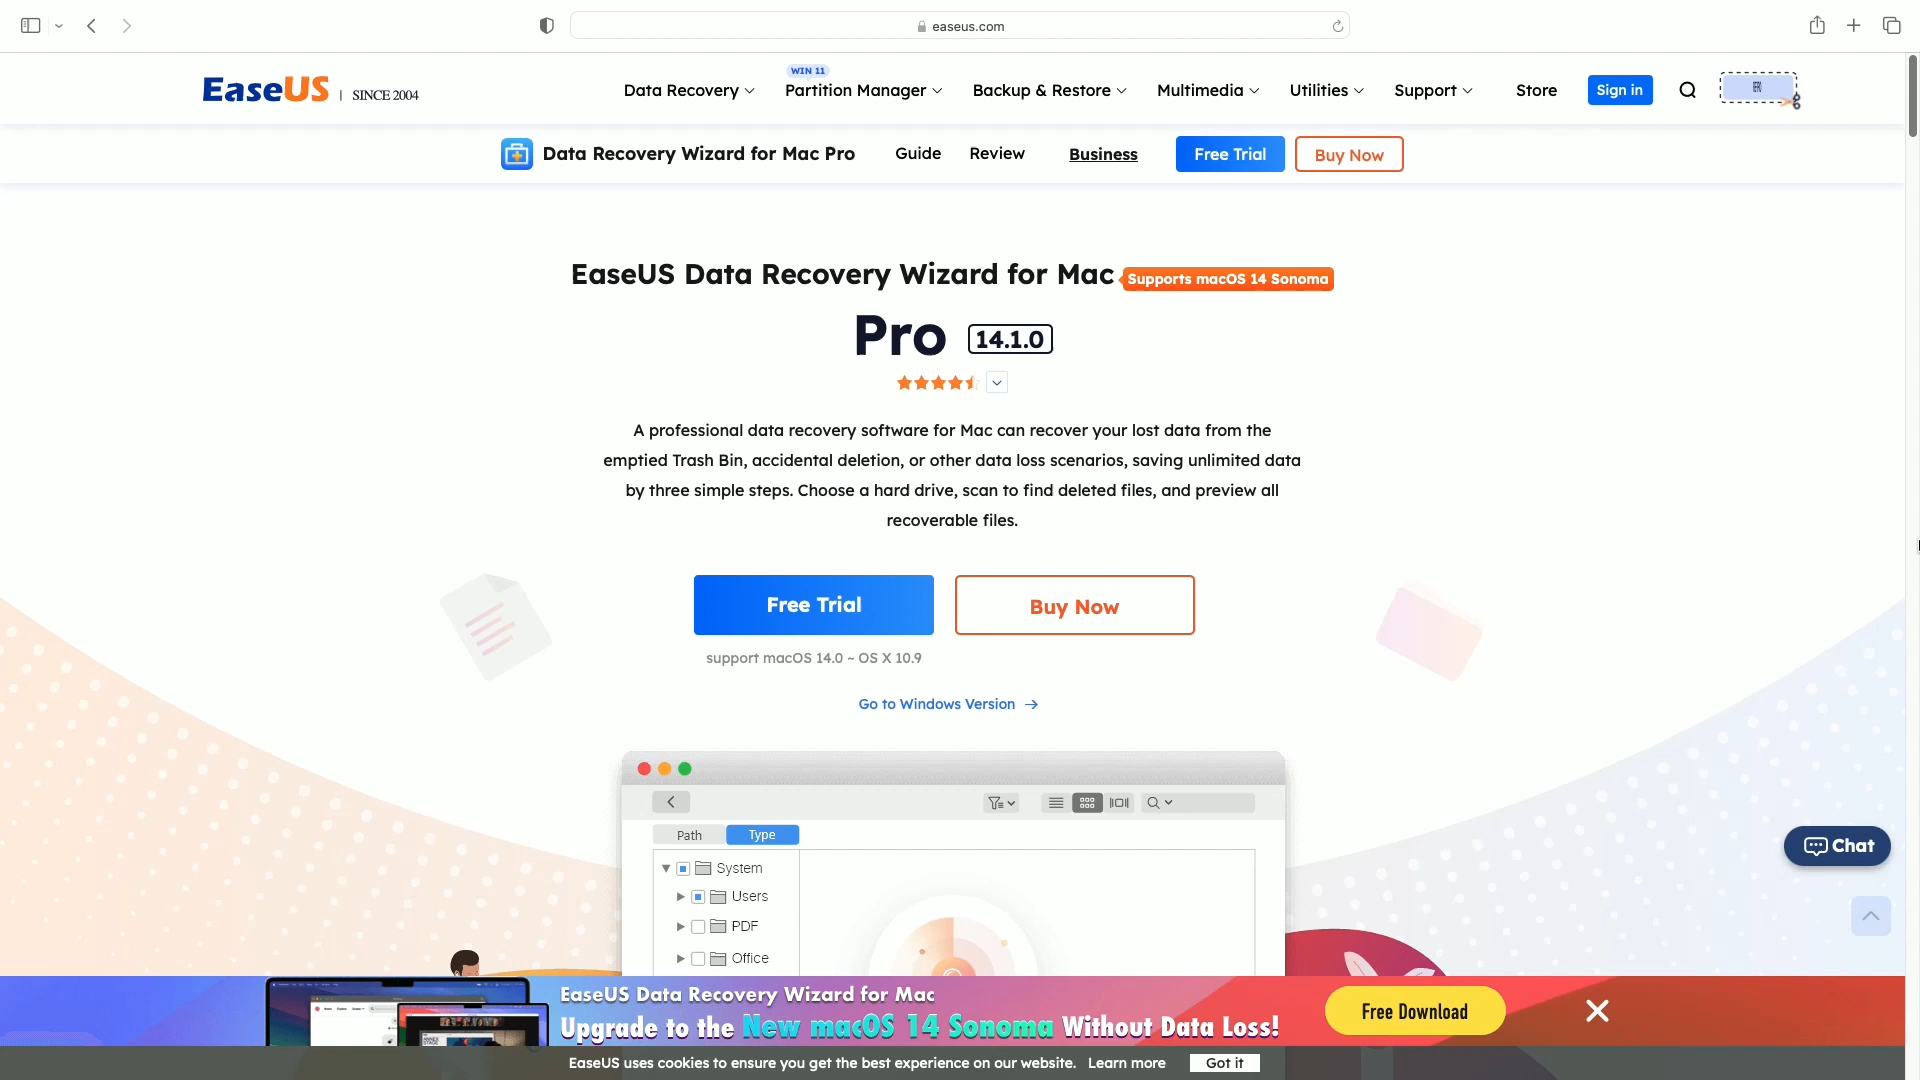 easeus.com
EaseUS | SINCE 2004
Data Recovery
WIN 11
Partition Manager
Backup & Restore
Multimedia
Utilities
Support
Store
Sign in
Data Recovery Wizard for Mac Pro
Guide
Review
Business
Free Trial
Buy Now
EaseUS Data Recovery Wizard for Mac
Supports macOS 14 Sonoma
Pro 14.1.0
A professional data recovery software for Mac can recover your lost data from the
emptied Trash Bin, accidental deletion, or other data loss scenarios, saving unlimited data
by three simple steps. Choose a hard drive, scan to find deleted files, and preview all
recoverable files.
Free Trial
Buy Now
support macOS 14.0 ~ OS X 10.9
Go to Windows Version →
Path
Type
System
Users
PDF
Office
Chat
EaseUS Data Recovery Wizard for Mac
Upgrade to the New macOS 14 Sonoma Without Data Loss!
Free Download
EaseUS uses cookies to ensure you get the best experience on our website. Learn more
Got it